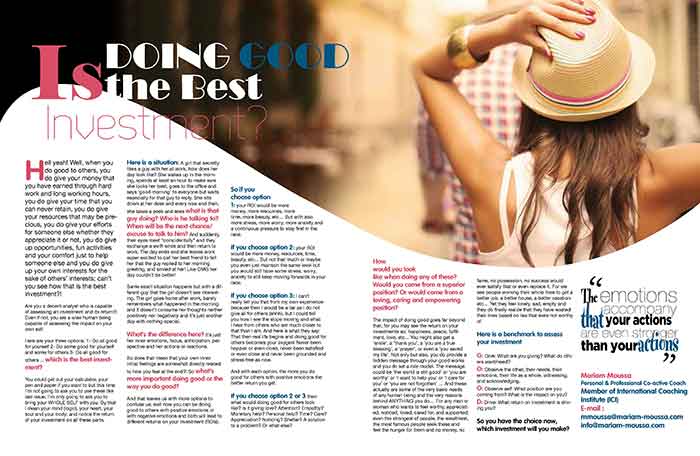 Is DOING GOOD
the Best
Investment?
Hell yeah!! Well, when you
do good to others, you
do give your money that
you have earned through hard
work and long working hours,
you do give your time that you
can never retain, you do give
your resources that may be pre-
cious, you do give your efforts
for someone else whether they
appreciate it or not, you do give
up opportunities, fun activities
and your comfort just to help
someone else and you do give
up your own interests for the
sake of others' interests; can't
you see how that is the best
investment?!
Are you a decent analyst who is capable
of assessing an investment and its return?!
Even if not, you are a wise human being
capable of assessing the impact on your
own self.
Here are your three options: 1- Do all good
for yourself 2- Do some good for yourself
and some for others 3- Do all good for
others ... which is the best invest-
ment?
You could get out your calculator, your
pen and paper if you want to but this time
I'm not going to ask you to use these like
last issue, I'm only going to ask you to
bring your WHOLE SELF with you. By that
I mean your mind (logic), your heart, your
soul and your body; and notice the return
of your investment on all these parts.
Here is a situation: A girl that secretly
likes a guy with her at work, how does her
day look like? She wakes up in the morn-
ing, spends at least an hour to make sure
she looks her best, goes to the office and
says 'good morning' to everyone but waits
especially for that guy to reply. She sits
down at her desk and every now and then,
she takes a peek and sees what is that
guy doing? Who is he talking to?
When will be the next chance/
excuse to talk to him? And suddenly,
their eyes meet "coincidentally" and they
exchange a swift smile and then return to
work. The day ends and she leaves work
super excited to call her best friend to tell
her that the guy replied to her morning
greeting, and smiled at her! Like OMG her
day couldn't be better!
Same exact situation happens but with a dif-
ferent guy that the girl doesn't see interest-
ing. The girl goes home after work, barely
remembers what happened in the morning
and it doesn't consume her thoughts neither
positively nor negatively and it's just another
day with nothing special.
What's the difference here? It's just
her inner emotions, focus, anticipation, per-
spective and her actions or reactions.
So does that mean that your own inner
initial feelings are somewhat directly related
to how you feel at the end?! So what's
more important doing good or the
way you do good?
And that leaves us with more options to
confuse us; well now you can be doing
good to others with positive emotions or
with negative emotions and both will lead to
different returns on your investment (ROIs).
So if you
choose option
1: your ROI would be more
money, more resources, more
time, more beauty, etc... But with also
more stress, more worry, more anxiety and
a continuous pressure to stay first in the
race.
If you choose option 2: your ROI
would be more money, resources, time,
beauty, etc... But not that much or maybe
you even just maintain the same ones but
you would still have some stress, worry,
anxiety to still keep moving forwards in your
race.
If you choose option 3: I can't
really tell you that from my own experience
because then I would be a liar as I do not
give all for others (smirk), but I could tell
you how I see the whole moving and what
I hear from others who are much closer to
that than I am. And here is what they say:
That their real life begins and doing good for
others becomes your oxygen! Never been
happier or even richer, never been satisfied
or even wiser and never been grounded and
stress-free as now.
And with each option, the more you do
good for others with positive emotions the
better return you get!
If you choose option 2 or 3 then
what would doing good for others look
like? Is it giving love? Attention? Empathy?
Monetary help? Personal help? Time? Care?
Appreciation? Noticing? Shelter? A solution
to a problem? Or what else?
How
would you look
like when doing any of these?
Would you come from a superior
position? Or would come from a
loving, caring and empowering
position?
The impact of doing good goes far beyond
that, for you may see the return on your
investments as: happiness, peace, fulfil-
ment, love, etc... You might also get a
'smile', a 'thank you', a 'you are a true
blessing', a 'prayer', or even a 'you saved
my life'. Not only but also, you do provide a
hidden message through your good works
and you do set a role model. The message
could be 'the world is still good' or 'you are
worthy' or 'I want to help you' or 'I care for
you' or 'you are not forgotten' ... And these
actually are some of the very basic needs
of any human being and the very reasons
behind ANYTHING you do... For any man or
woman who wants to feel worthy, appreciat-
ed, noticed, loved, cared for, and supported;
even the strongest of people, the wealthiest,
the most famous people seek these and
feel the hunger for them and no money, no
fame, no possession, no success would
ever satisfy that or even replace it. For we
see people working their whole lives to get a
better job, a better house, a better vacation
etc... Yet they feel lonely, sad, empty and
they do finally realize that they have wasted
their lives based on lies that were not worthy
of.
Here is a benchmark to assess
your investment
G: Give: What are you giving? What do oth-
ers want/need?
O: Observe the other, their needs, their
emotions, their life as a whole, witnessing,
and acknowledging.
O: Observe self: What position are you
coming from? What is the impact on you?
D: Drive: What return on investment is driv-
ing you?
So you have the choice now,
which investment will you make?
“
The emotions
accompany
that your actions
are even stronger
than your actions
”
Mariam Moussa
Personal & Professional Co-active Coach
Member of International Coaching
Institute (ICI)
E-mail :
mmoussa@mariam-moussa.com
info@mariam-moussa.com